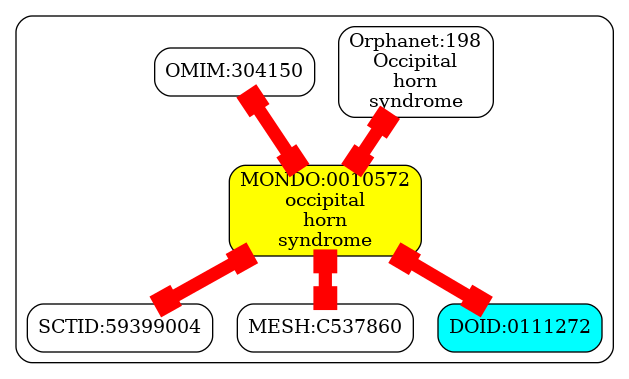 OMIM:304150
Orphanet:198
Occipital
horn
syndrome
MONDO:0010572
occipital
horn
syndrome
SCTID:59399004
MESH:C537860
DOID:0111272